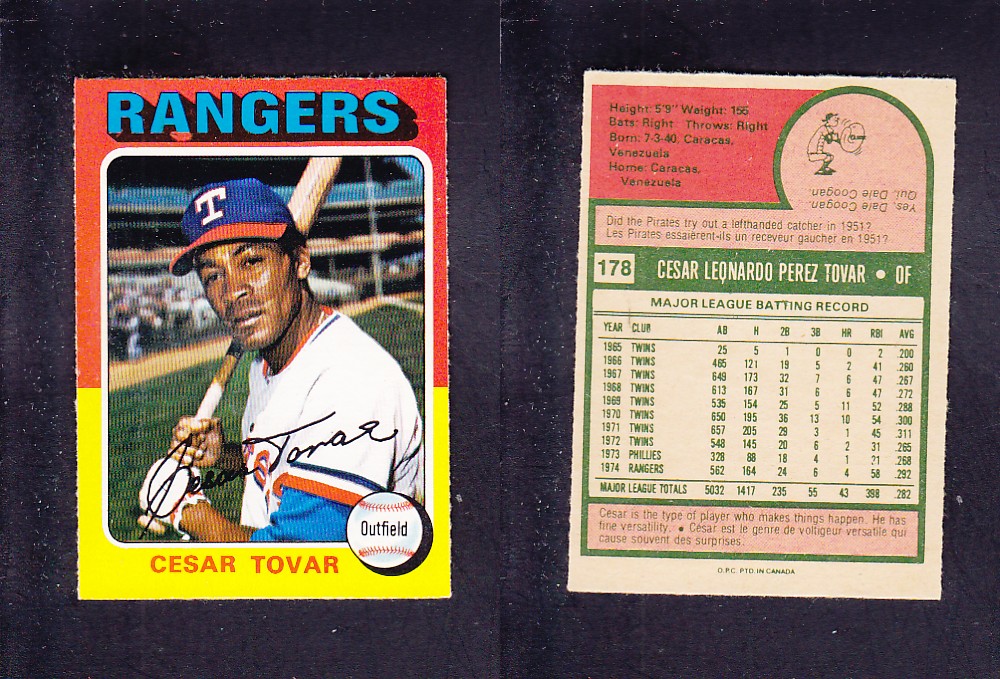 RANGERS
T
Cesar Tovar
Outfield
CESAR TOVAR
Height: 5'9" Weight: 155
Bats: Right Throws: Right
Born: 7-3-40, Caracas,
Venezuela
Home: Caracas,
Venezuela
Yes, Dale Coogan.
Oui, Dale Coogan.
Did the Pirates try out a lefthanded catcher in 1951?
Les Pirates essaièrent-ils un receveur gaucher en 1951?
178 CESAR LEONARDO PEREZ TOVAR • OF
MAJOR LEAGUE BATTING RECORD
YEAR CLUB AB H 2B 3B HR RBI AVG
1965 TWINS 25 5 1 0 0 2 .200
1966 TWINS 465 121 19 5 2 41 .260
1967 TWINS 649 173 32 7 6 47 .267
1968 TWINS 613 167 31 6 6 47 .272
1969 TWINS 535 154 25 5 11 52 .288
1970 TWINS 650 195 36 13 10 54 .300
1971 TWINS 657 205 29 3 1 45 .311
1972 TWINS 548 145 20 6 2 31 .265
1973 PHILLIES 328 88 18 4 1 21 .268
1974 RANGERS 562 164 24 6 4 58 .292
MAJOR LEAGUE TOTALS 5032 1417 235 55 43 398 .282
Cesar is the type of player who makes things happen. He has
fine versatility. • César est le genre de voltigeur versatile qui
cause souvent des surprises.
O.P.C. PTD. IN CANADA